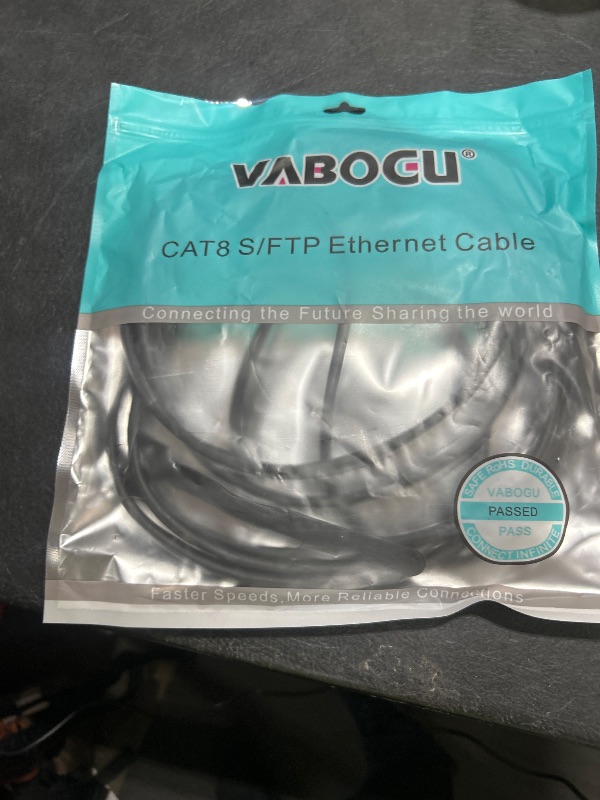 VABOGU®
CAT8 S/FTP Ethernet Cable
Connecting the Future Sharing the world
SAFE RoHS DURABLE
VABOGU
PASSED
PASS
CONNECT INFINITE
Faster Speeds,More Reliable Connections